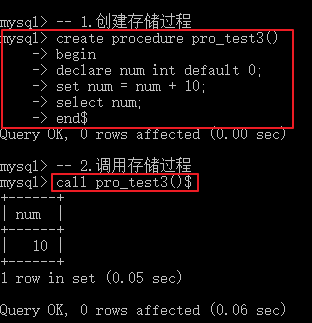 mysql> -- 1.创建存储过程
mysql> create procedure pro_test3()
    -> begin
    -> declare num int default 0;
    -> set num = num + 10;
    -> select num;
    -> end$
Query OK, 0 rows affected (0.00 sec)

mysql> -- 2.调用存储过程
mysql> call pro_test3()$
+------+
| num  |
+------+
|   10 |
+------+
1 row in set (0.05 sec)

Query OK, 0 rows affected (0.06 sec)